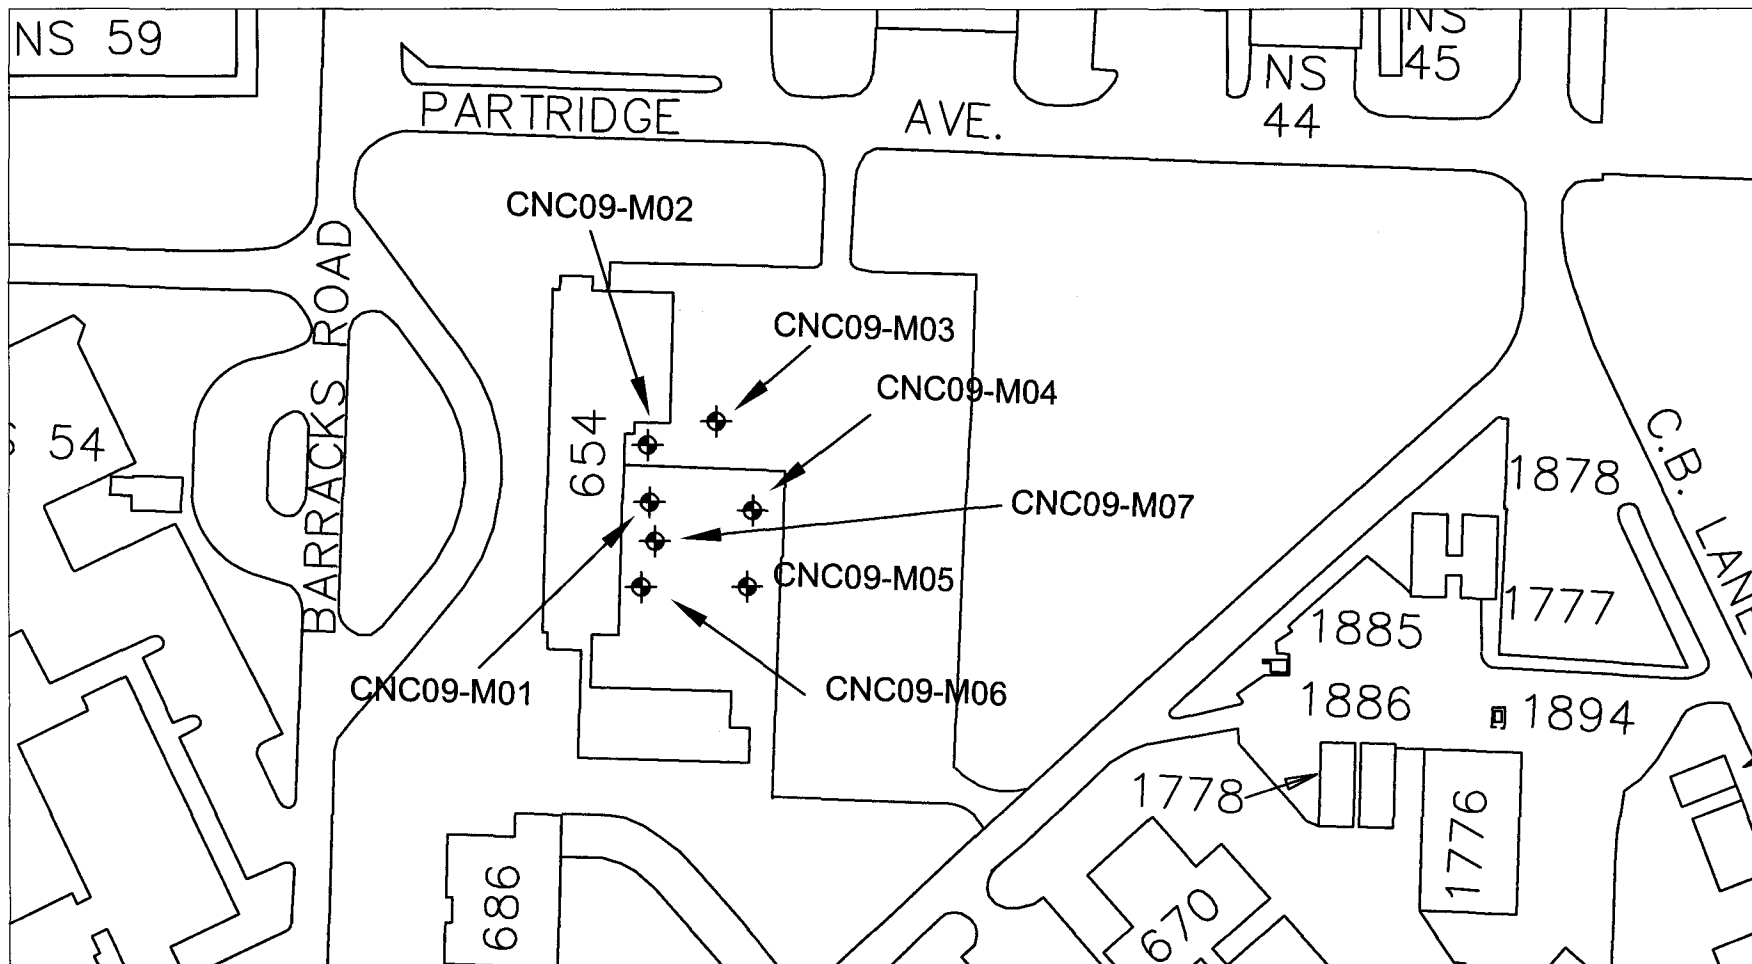 NS 59
NS
45
NS
44
PARTRIDGE AVE.
CNC09-M02
BARRACKS ROAD
CNC09-M03
CNC09-M04
654
54
C.B. LANE
1878
CNC09-M07
CNC09-M05
1777
1885
CNC09-M01
CNC09-M06
1886
1894
1778
1776
686
670